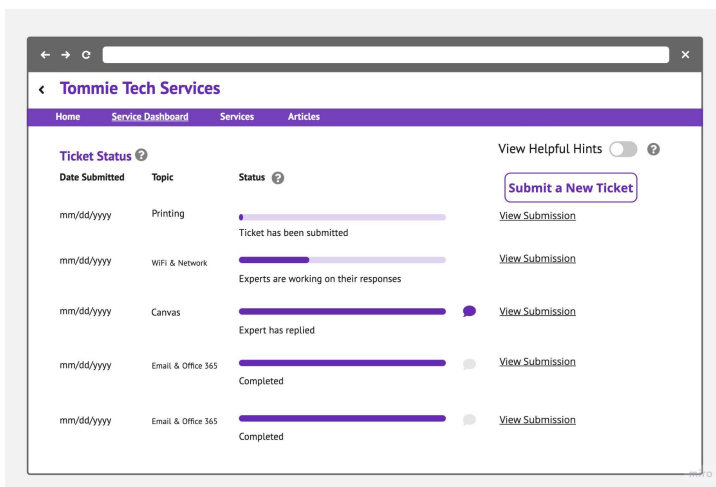 Tommie Tech Services
Home Service Dashboard Services Articles
Ticket Status ?
View Helpful Hints ?
Date Submitted Topic Status ?
Submit a New Ticket
mm/dd/yyyy Printing View Submission
Ticket has been submitted
mm/dd/yyyy WiFi & Network View Submission
Experts are working on their responses
mm/dd/yyyy Canvas View Submission
Expert has replied
mm/dd/yyyy Email & Office 365 View Submission
Completed
mm/dd/yyyy Email & Office 365 View Submission
Completed
miro